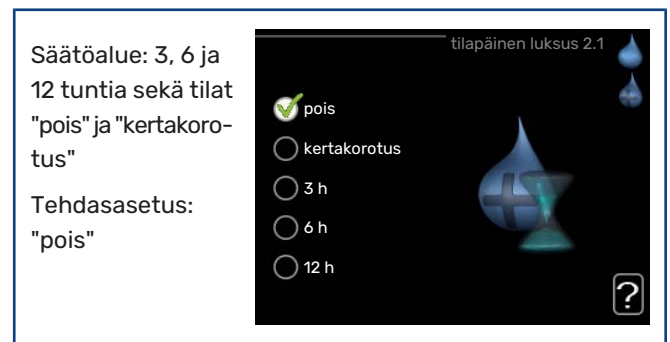 Säätöalue: 3, 6 ja
12 tuntia sekä tilat
"pois" ja "kertakoro-
tus"
Tehdasasetus:
"pois"
tilapäinen luksus 2.1
pois
kertakorotus
3 h
6 h
12 h
?